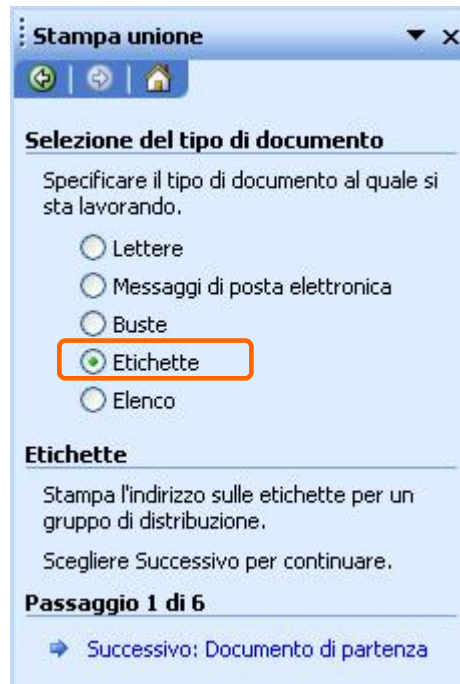 Stampa unione
Selezione del tipo di documento
Specificare il tipo di documento al quale si
sta lavorando.
Lettere
Messaggi di posta elettronica
Buste
Etichette
Elenco
Etichette
Stampa l'indirizzo sulle etichette per un
gruppo di distribuzione.
Scegliere Successivo per continuare.
Passaggio 1 di 6
Successivo: Documento di partenza